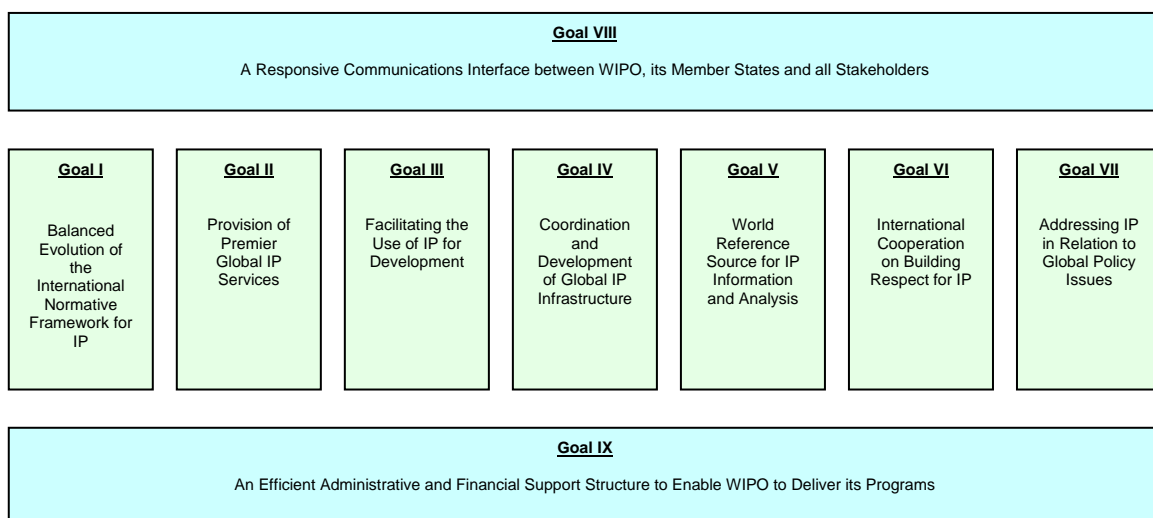 Goal VIII
A Responsive Communications Interface between WIPO, its Member States and all Stakeholders
Goal I
Balanced
Evolution of
the
International
Normative
Framework for
IP
Goal II
Provision of
Premier
Global IP
Services
Goal III
Facilitating the
Use of IP for
Development
Goal IV
Coordination
and
Development
of Global IP
Infrastructure
Goal V
World
Reference
Source for IP
Information
and Analysis
Goal VI
International
Cooperation
on Building
Respect for IP
Goal VII
Addressing IP
in Relation to
Global Policy
Issues
Goal IX
An Efficient Administrative and Financial Support Structure to Enable WIPO to Deliver its Programs